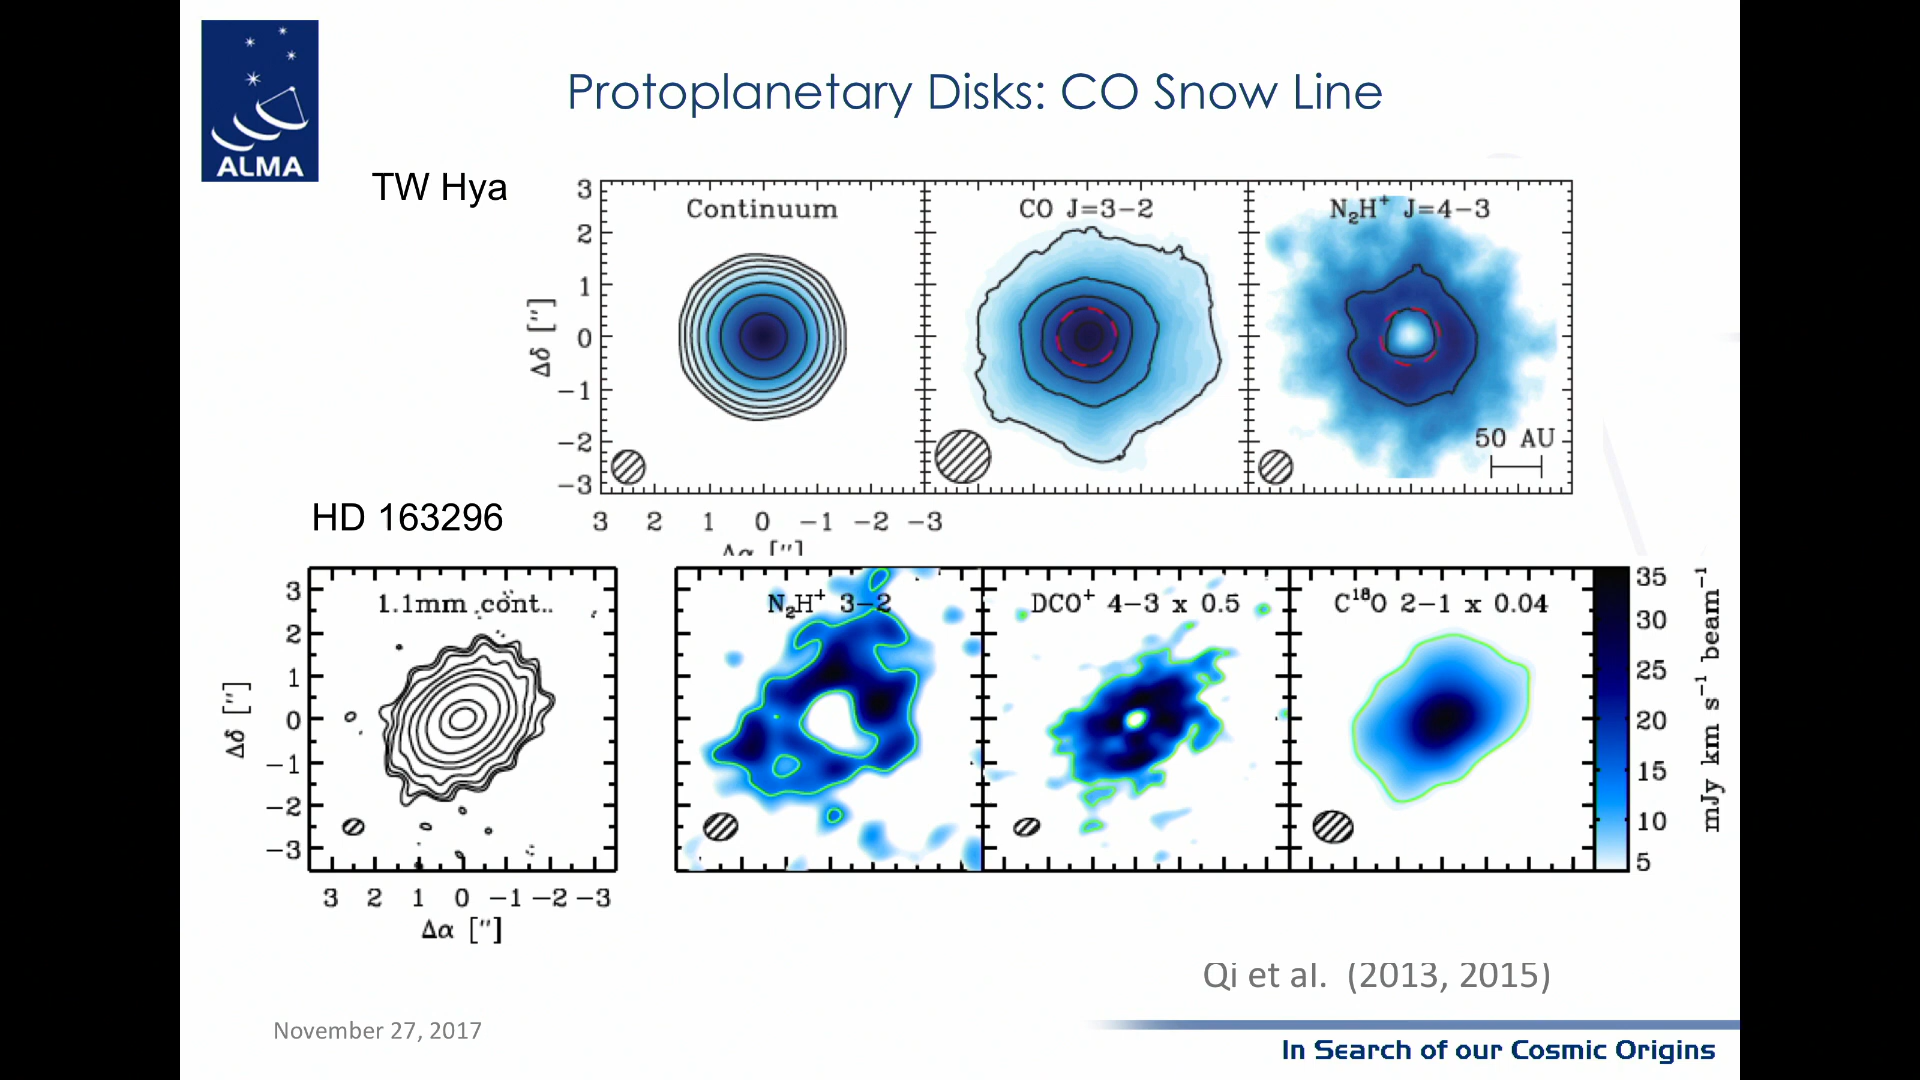 ALMA
Protoplanetary Disks: CO Snow Line
TW Hya
Continuum
CO J=3−2
N₂H⁺ J=4−3
3
2
1
0
−1
−2
−3
Δδ [″]
50 AU
3 2 1 0 −1 −2 −3
Δα [″]
HD 163296
1.1mm cont.
N₂H⁺ 3−2
DCO⁺ 4−3 x 0.5
C¹⁸O 2−1 x 0.04
3
2
1
0
−1
−2
−3
Δδ [″]
3 2 1 0 −1 −2 −3
Δα [″]
35
30
25
20
15
10
5
mJy km s⁻¹ beam⁻¹
Qi et al. (2013, 2015)
November 27, 2017
In Search of our Cosmic Origins